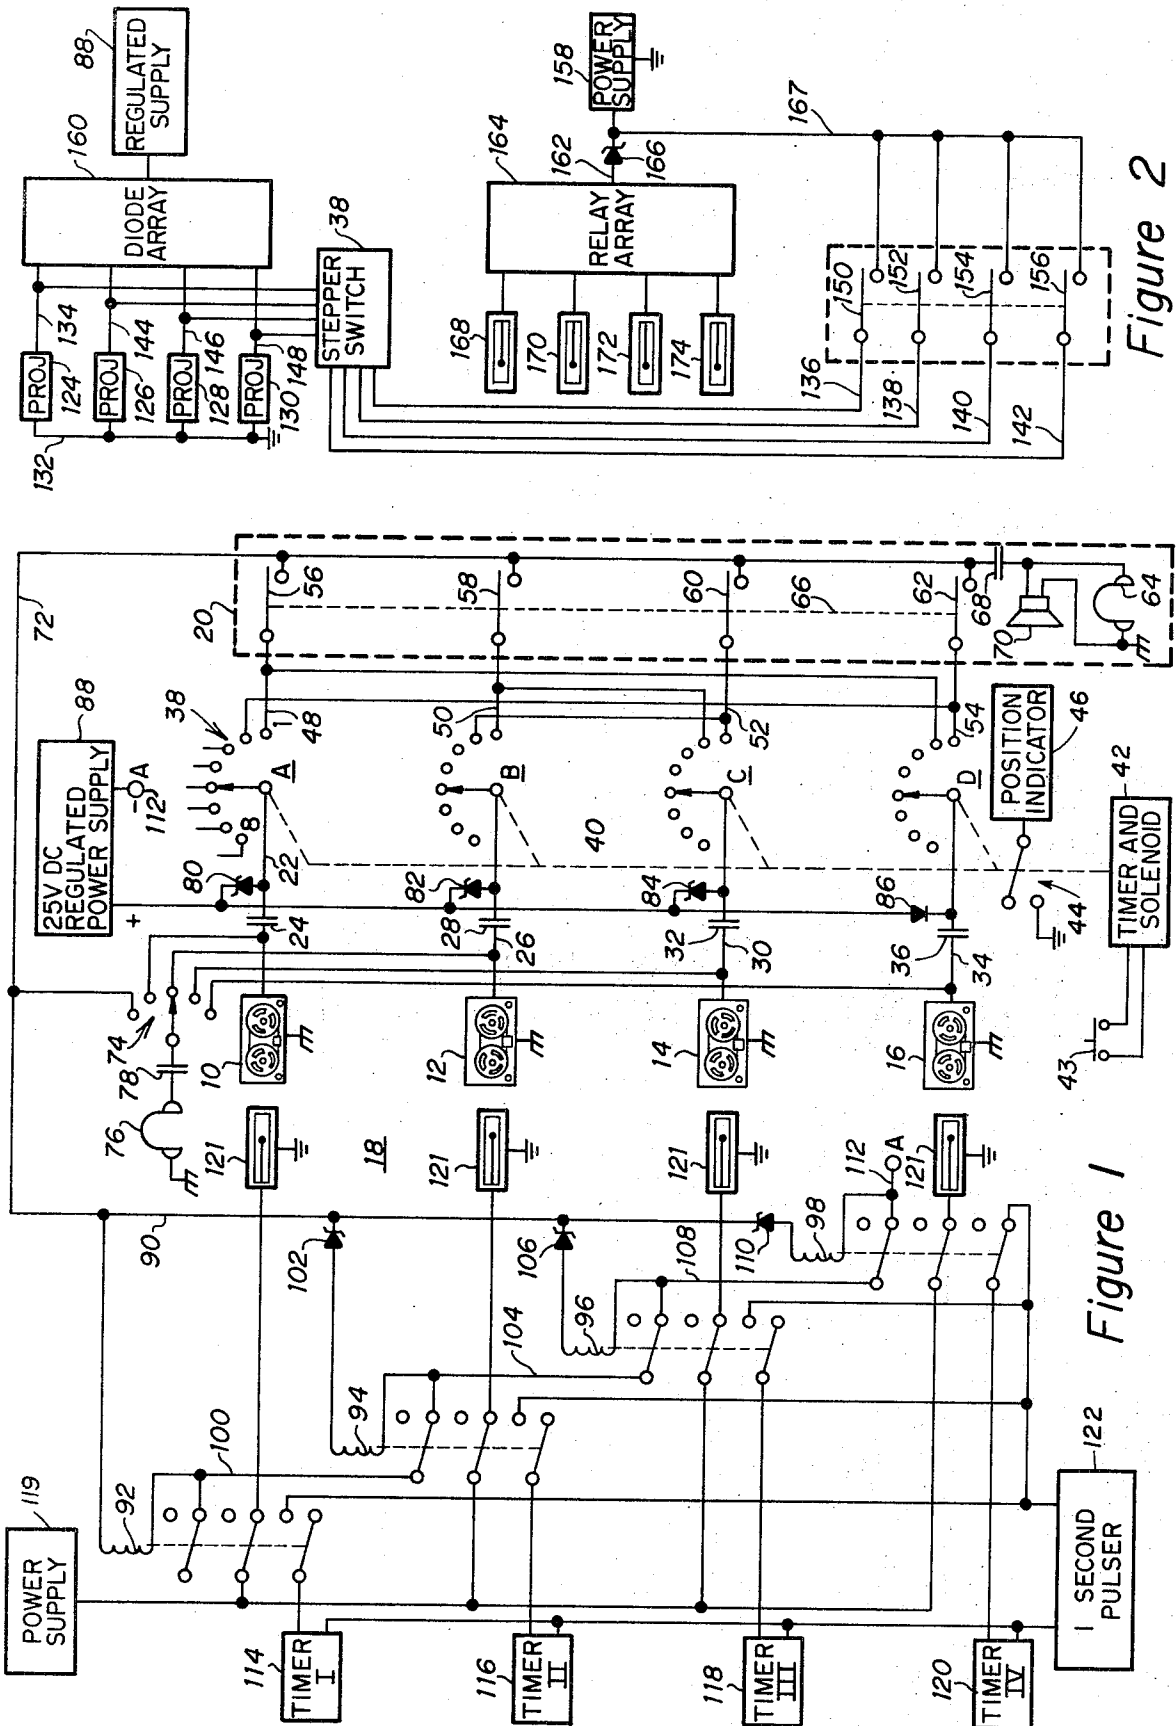 POWER
SUPPLY
119
92
100
94
104
96
108
98
90
102
106
110
112
A
121
121
121
121
18
TIMER
I
114
TIMER
II
116
TIMER
III
118
TIMER
IV
120
1 SECOND
PULSER
122
Figure 1
72
76
78
74
10
12
14
16
24
22
28
26
32
30
36
34
80
82
84
86
25V DC
REGULATED
POWER SUPPLY
88
+
-
112
A
38
8
1
A
B
C
D
40
48
50
52
54
20
56
58
60
62
66
68
70
64
POSITION
INDICATOR
46
44
TIMER AND
SOLENOID
42
43
REGULATED
SUPPLY
88
DIODE
ARRAY
160
PROJ
124
134
PROJ
126
144
PROJ
128
146
PROJ
130
148
132
STEPPER
SWITCH
38
POWER
SUPPLY
158
162
166
RELAY
ARRAY
164
167
168
170
172
174
136
138
140
142
150
152
154
156
Figure 2